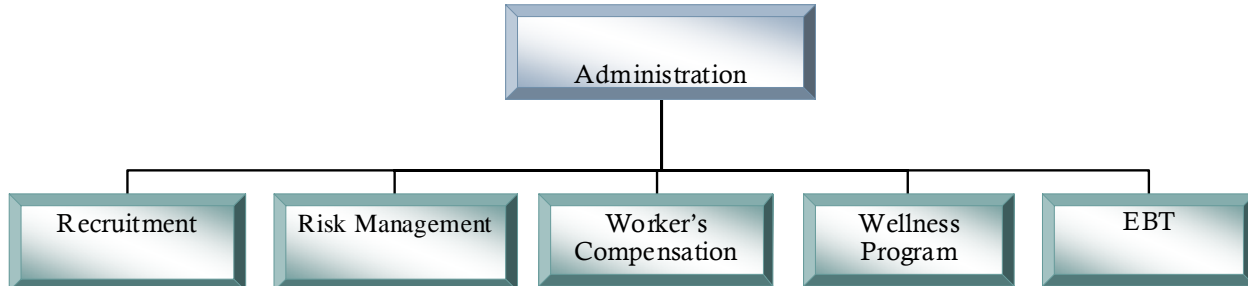 Administration
Recruitment
Risk Management
Worker's
Compensation
Wellness
Program
EBT